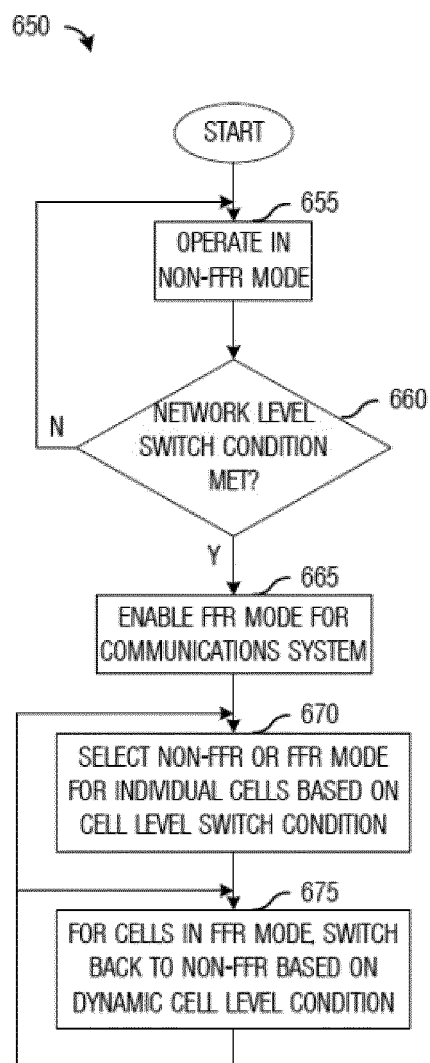 650
START
655
OPERATE IN
NON-FFR MODE
660
NETWORK LEVEL
SWITCH CONDITION
MET?
N
Y
665
ENABLE FFR MODE FOR
COMMUNICATIONS SYSTEM
670
SELECT NON-FFR OR FFR MODE
FOR INDIVIDUAL CELLS BASED ON
CELL LEVEL SWITCH CONDITION
675
FOR CELLS IN FFR MODE, SWITCH
BACK TO NON-FFR BASED ON
DYNAMIC CELL LEVEL CONDITION